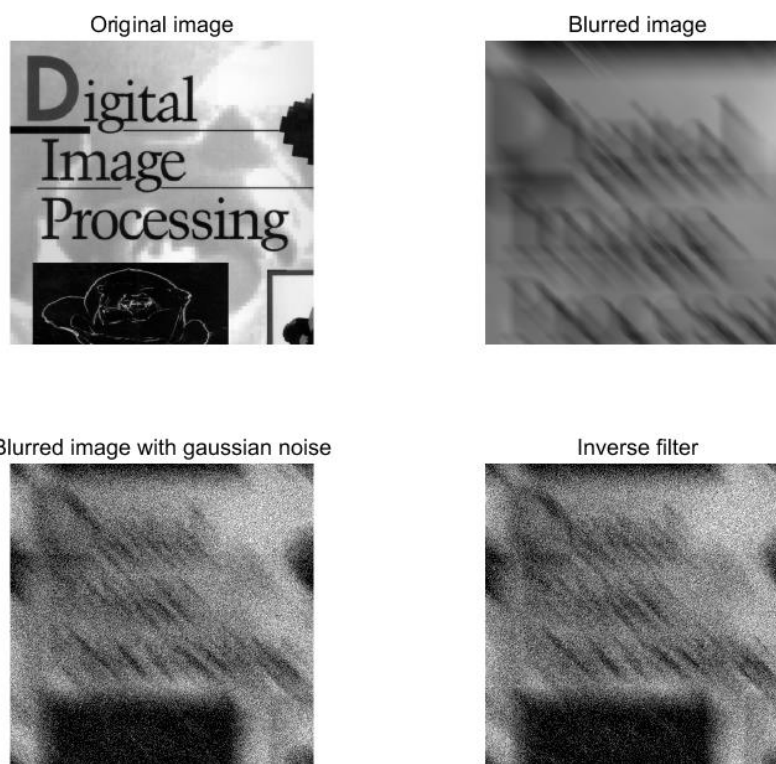 Original image
Blurred image
Digital
Image
Processing
Blurred image with gaussian noise
Inverse filter